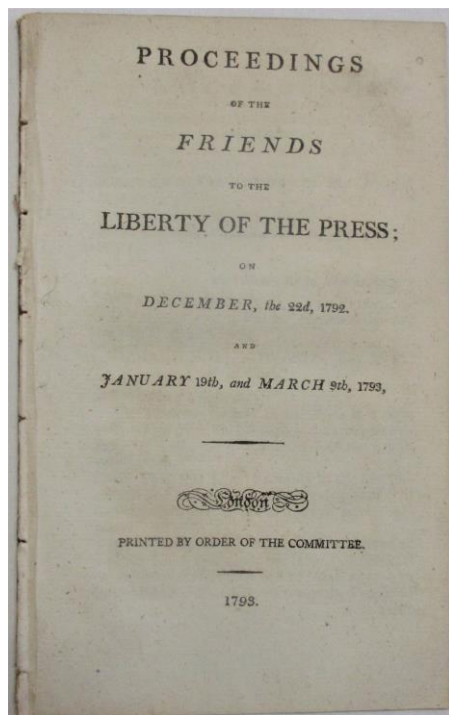 PROCEEDINGS
OF THE
FRIENDS
TO THE
LIBERTY OF THE PRESS;
ON
DECEMBER, the 22d, 1792.
AND
JANUARY 19th, and MARCH 9th, 1793,
London
PRINTED BY ORDER OF THE COMMITTEE.
1793.